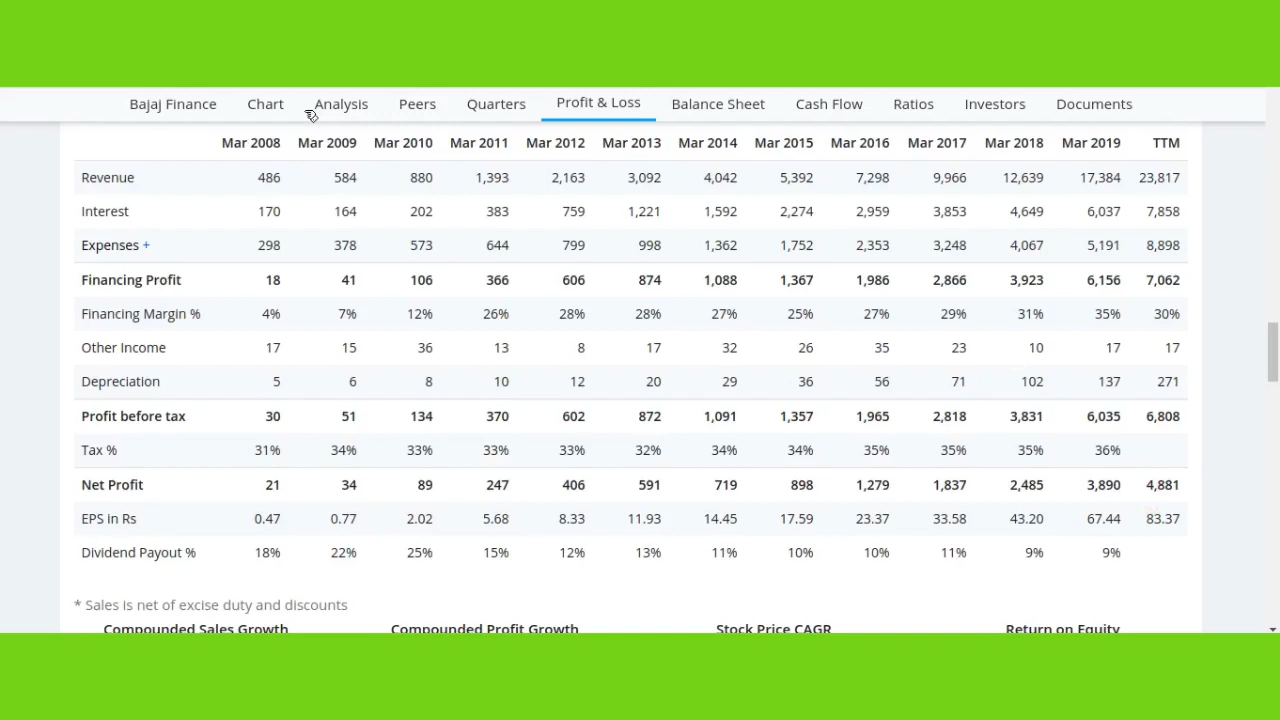 Bajaj Finance Chart Analysis Peers Quarters Profit & Loss Balance Sheet Cash Flow Ratios Investors Documents
Mar 2008 Mar 2009 Mar 2010 Mar 2011 Mar 2012 Mar 2013 Mar 2014 Mar 2015 Mar 2016 Mar 2017 Mar 2018 Mar 2019 TTM
Revenue 486 584 880 1,393 2,163 3,092 4,042 5,392 7,298 9,966 12,639 17,384 23,817
Interest 170 164 202 383 759 1,221 1,592 2,274 2,959 3,853 4,649 6,037 7,858
Expenses + 298 378 573 644 799 998 1,362 1,752 2,353 3,248 4,067 5,191 8,898
Financing Profit 18 41 106 366 606 874 1,088 1,367 1,986 2,866 3,923 6,156 7,062
Financing Margin % 4% 7% 12% 26% 28% 28% 27% 25% 27% 29% 31% 35% 30%
Other Income 17 15 36 13 8 17 32 26 35 23 10 17 17
Depreciation 5 6 8 10 12 20 29 36 56 71 102 137 271
Profit before tax 30 51 134 370 602 872 1,091 1,357 1,965 2,818 3,831 6,035 6,808
Tax % 31% 34% 33% 33% 33% 32% 34% 34% 35% 35% 35% 36%
Net Profit 21 34 89 247 406 591 719 898 1,279 1,837 2,485 3,890 4,881
EPS in Rs 0.47 0.77 2.02 5.68 8.33 11.93 14.45 17.59 23.37 33.58 43.20 67.44 83.37
Dividend Payout % 18% 22% 25% 15% 12% 13% 11% 10% 10% 11% 9% 9%
* Sales is net of excise duty and discounts
Compounded Sales Growth Compounded Profit Growth Stock Price CAGR Return on Equity